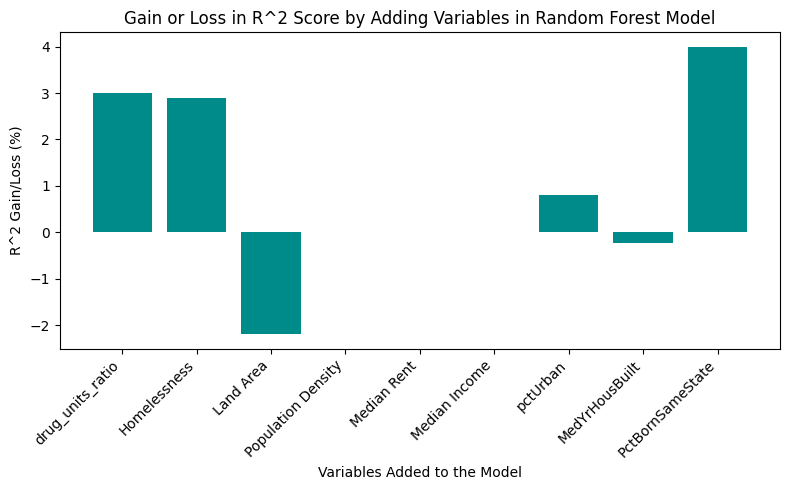 Gain or Loss in R^2 Score by Adding Variables in Random Forest Model
R^2 Gain/Loss (%)
4
3
2
1
0
−1
−2
drug_units_ratio
Homelessness
Land Area
Population Density
Median Rent
Median Income
pctUrban
MedYrHousBuilt
PctBornSameState
Variables Added to the Model